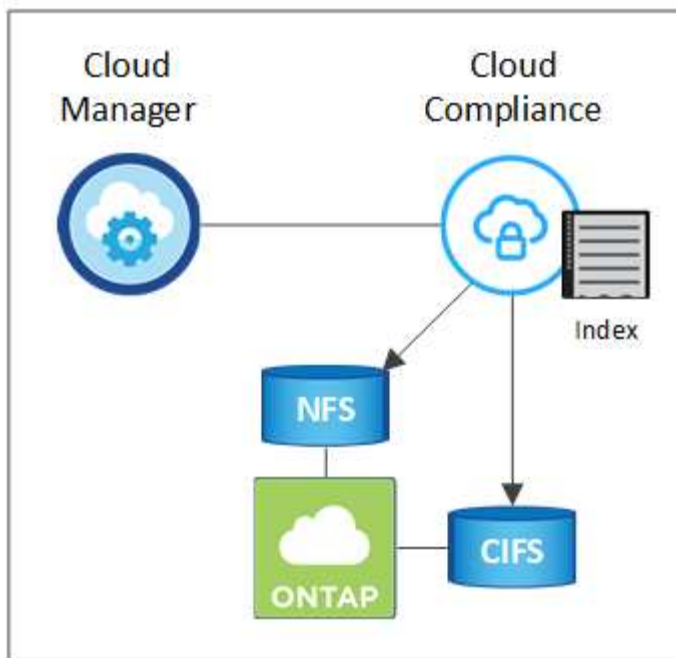 Cloud
Manager
Cloud
Compliance
Index
NFS
CIFS
ONTAP